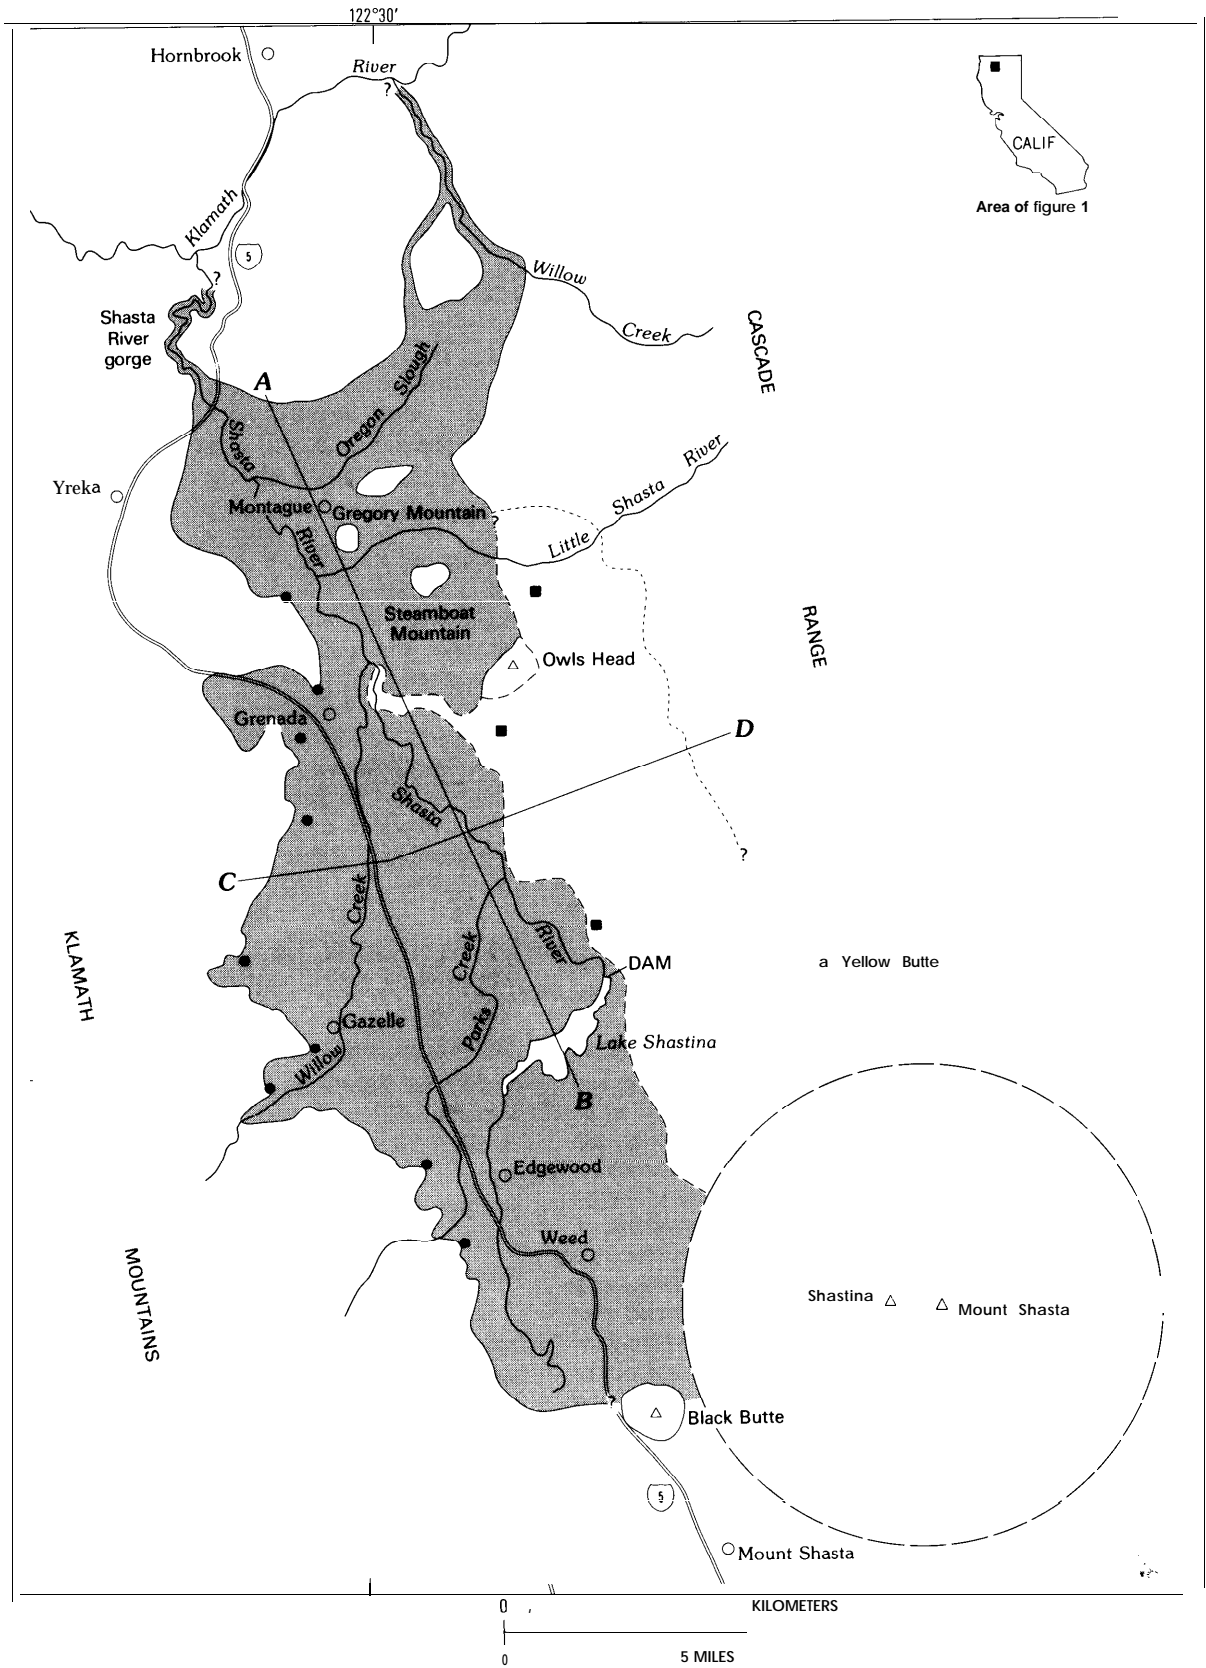 122°30′
Hornbrook
River
?
CALIF
Area of figure 1
Klamath
5
?
Willow
Creek
Shasta
River
gorge
CASCADE
A
Slough
Oregon
Shasta
River
Shasta
Yreka
Montague
Gregory Mountain
?
River
Little
Steamboat
Mountain
RANGE
Owls Head
Grenada
D
Shasta
?
C
Creek
KLAMATH
River
Creek
DAM
a Yellow Butte
Gazelle
Parks
Lake Shastina
Willow
B
Edgewood
Weed
MOUNTAINS
Shastina
Mount Shasta
?
Black Butte
5
Mount Shasta
0
KILOMETERS
0
5 MILES